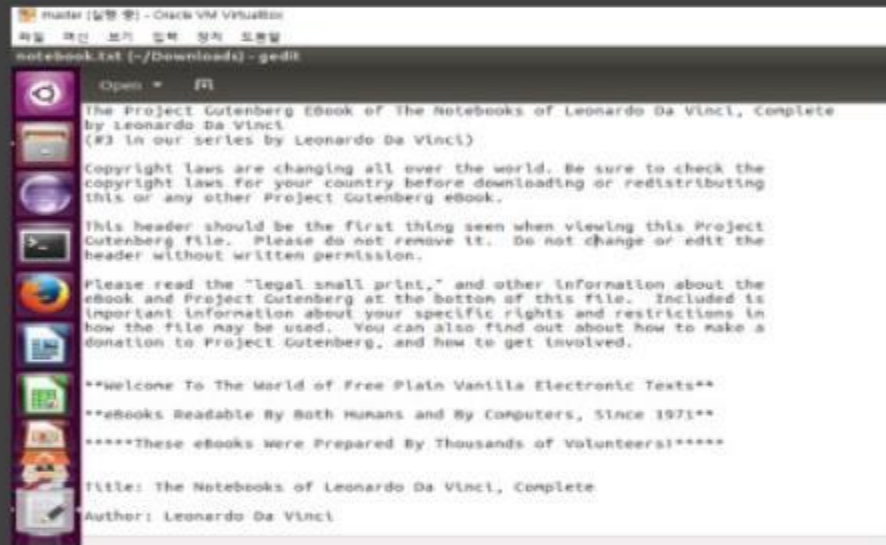 master [실행 중] - Oracle VM VirtualBox
파일 머신 보기 입력 장치 도움말
notebook.txt (~/Downloads) - gedit
Open
The Project Gutenberg EBook of The Notebooks of Leonardo Da Vinci, Complete
by Leonardo Da Vinci
(#3 in our series by Leonardo Da Vinci)
Copyright laws are changing all over the world. Be sure to check the
copyright laws for your country before downloading or redistributing
this or any other Project Gutenberg eBook.
This header should be the first thing seen when viewing this Project
Gutenberg file.  Please do not remove it.  Do not change or edit the
header without written permission.
Please read the "legal small print," and other information about the
eBook and Project Gutenberg at the bottom of this file.  Included is
important information about your specific rights and restrictions in
how the file may be used.  You can also find out about how to make a
donation to Project Gutenberg, and how to get involved.
**Welcome To The World of Free Plain Vanilla Electronic Texts**
**eBooks Readable By Both Humans and By Computers, Since 1971**
*****These eBooks Were Prepared By Thousands of Volunteers!*****
Title: The Notebooks of Leonardo Da Vinci, Complete
Author: Leonardo Da Vinci